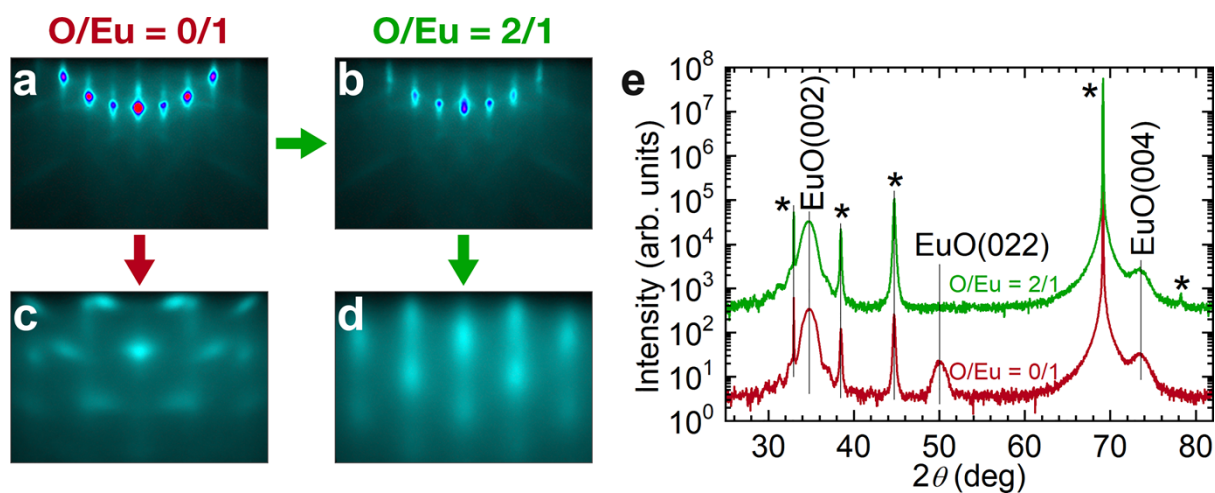 O/Eu = 0/1
O/Eu = 2/1
a
b
c
d
e
Intensity (arb. units)
10⁸
10⁷
10⁶
10⁵
10⁴
10³
10²
10¹
10⁰
*
EuO(002)
*
*
EuO(022)
*
EuO(004)
*
O/Eu = 2/1
O/Eu = 0/1
30 40 50 60 70 80
2θ (deg)